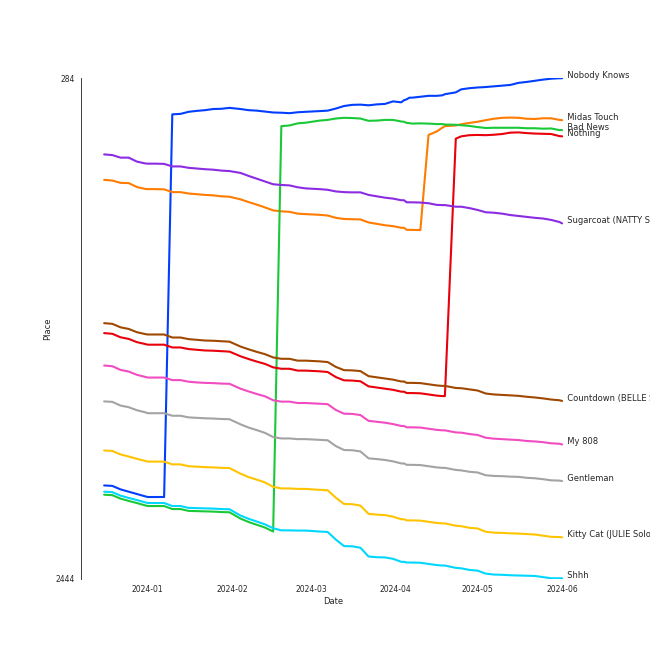 284
Nobody Knows
Midas Touch
Bad News
Nothing
Sugarcoat (NATTY S
Place
Countdown (BELLE
My 808
Gentleman
Kitty Cat (JULIE Solo
Shhh
2444
2024-01
2024-02
2024-03
2024-04
2024-05
2024-06
Date